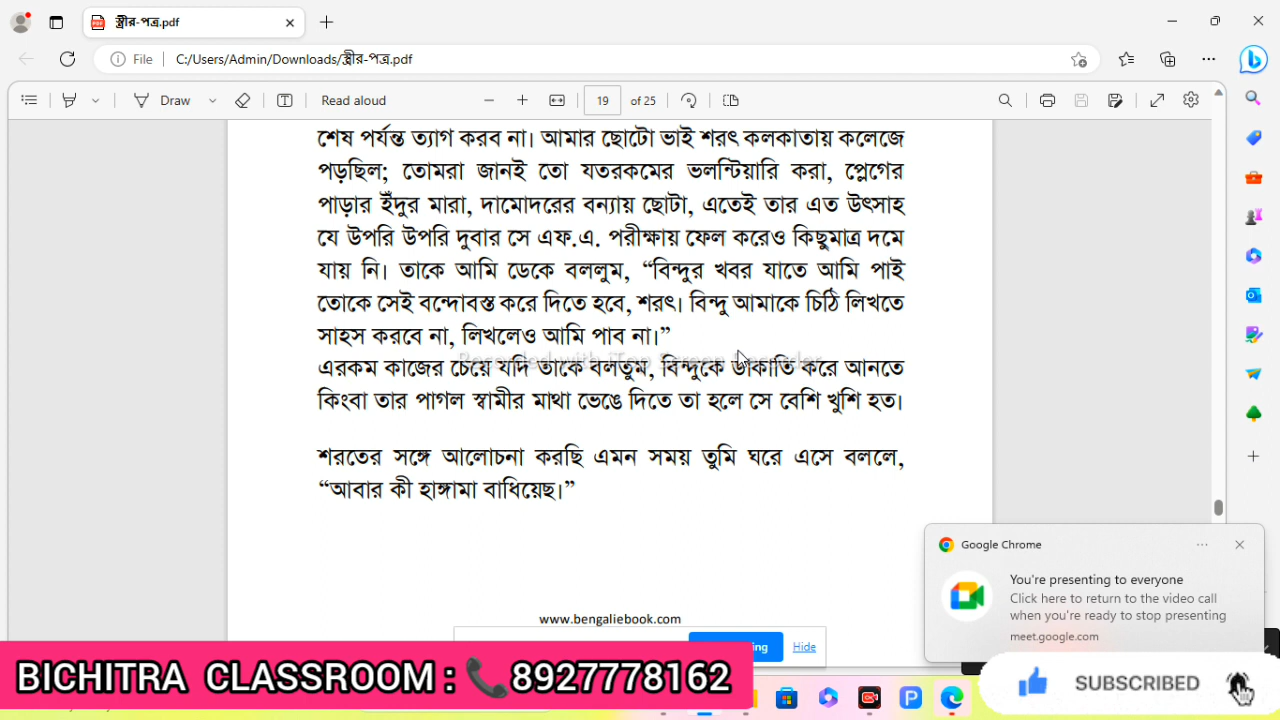 স্ত্রীর-পত্র.pdf
File C:/Users/Admin/Downloads/স্ত্রীর-পত্র.pdf
Draw Read aloud 19 of 25
শেষ পর্যন্ত ত্যাগ করব না। আমার ছোটো ভাই শরৎ কলকাতায় কলেজে
পড়ছিল; তোমরা জানই তো যতরকমের ভলন্টিয়ারি করা, প্লেগের
পাড়ার ইঁদুর মারা, দামোদরের বন্যায় ছোটা, এতেই তার এত উৎসাহ
যে উপরি উপরি দুবার সে এফ.এ. পরীক্ষায় ফেল করেও কিছুমাত্র দমে
যায় নি। তাকে আমি ডেকে বললুম, “বিন্দুর খবর যাতে আমি পাই
তোকে সেই বন্দোবস্ত করে দিতে হবে, শরৎ। বিন্দু আমাকে চিঠি লিখতে
সাহস করবে না, লিখলেও আমি পাব না।”
Recorded with iTop Screen Recorder
এরকম কাজের চেয়ে যদি তাকে বলতুম, বিন্দুকে ডাকাতি করে আনতে
কিংবা তার পাগল স্বামীর মাথা ভেঙে দিতে তা হলে সে বেশি খুশি হত।
শরতের সঙ্গে আলোচনা করছি এমন সময় তুমি ঘরে এসে বললে,
“আবার কী হাঙ্গামা বাধিয়েছ।”
Google Chrome
You're presenting to everyone
Click here to return to the video call
when you're ready to stop presenting
meet.google.com
www.bengaliebook.com
Hide
BICHITRA CLASSROOM : 📞8927778162
SUBSCRIBED